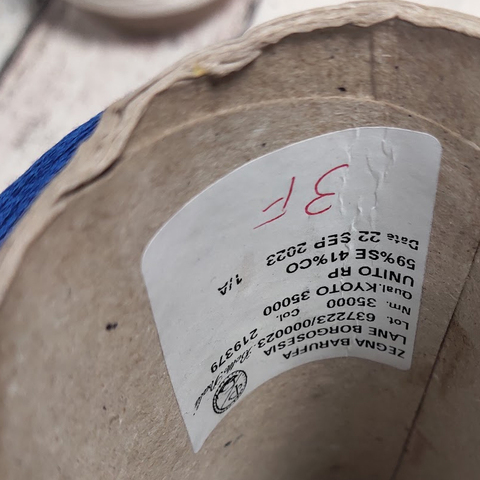 ZEGNA BARUFFA
LANE BORGOSESIA
Lot. 637223/000023 219379
Nm. 35000 Col.
Qual. KYOTO 35000
UNITO RP
59%SE 41%CO 1/A
Date 22 SEP 2023
3F